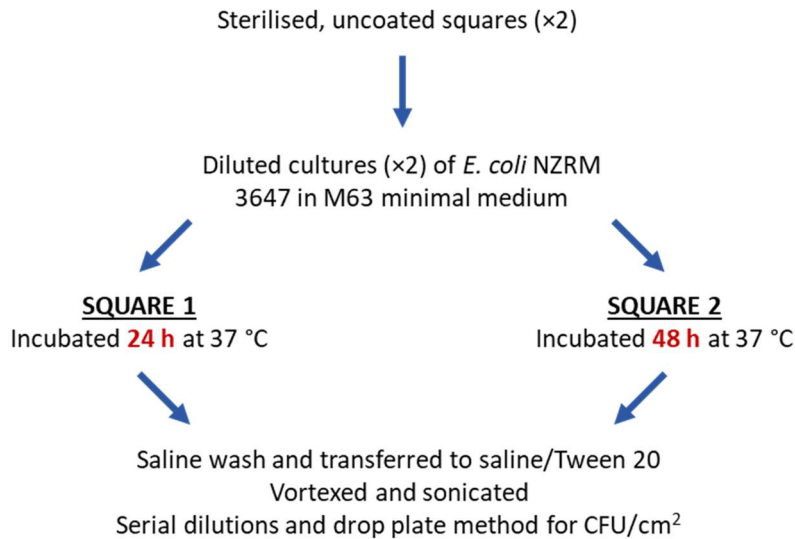 Sterilised, uncoated squares (×2)
Diluted cultures (×2) of E. coli NZRM
3647 in M63 minimal medium
SQUARE 1
Incubated 24 h at 37 °C
SQUARE 2
Incubated 48 h at 37 °C
Saline wash and transferred to saline/Tween 20
Vortexed and sonicated
Serial dilutions and drop plate method for CFU/cm²